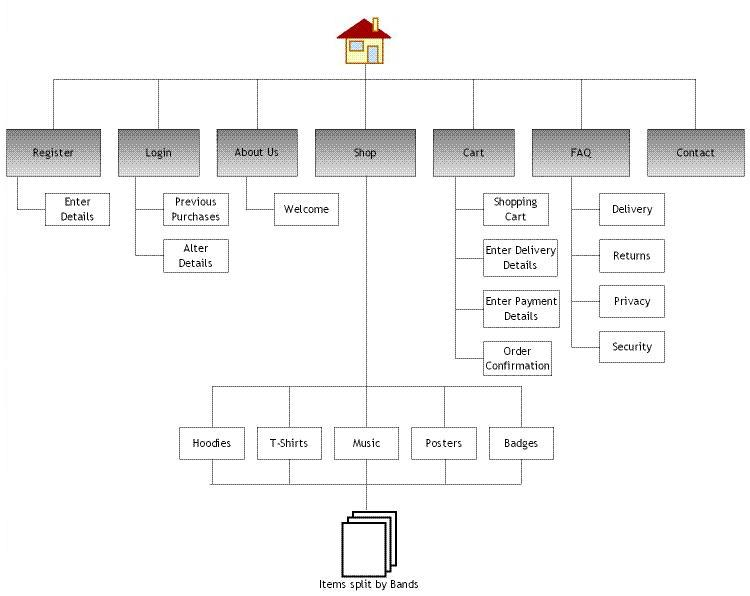 Register
Login
About Us
Shop
Cart
FAQ
Contact
Enter
Details
Previous
Purchases
Alter
Details
Welcome
Shopping
Cart
Enter Delivery
Details
Enter Payment
Details
Order
Confirmation
Delivery
Returns
Privacy
Security
Hoodies
T-Shirts
Music
Posters
Badges
Items split by Bands